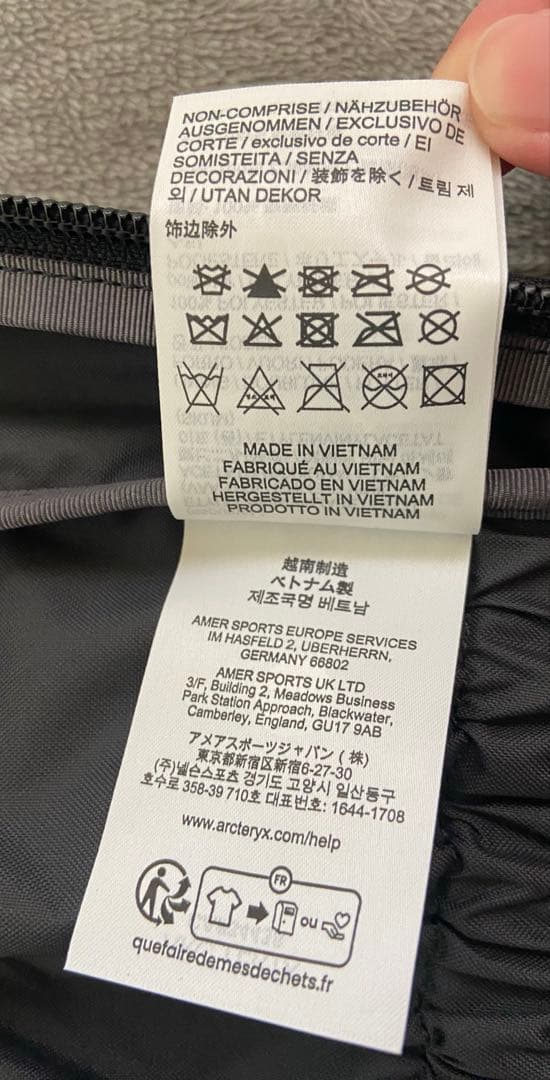 NON-COMPRISE / NÄHZUBEHÖR
AUSGENOMMEN / EXCLUSIVO DE
CORTE / exclusivo de corte / EI
SOMISTEITA / SENZA
DECORAZIONI / 装飾を除く / 트림 제
외 / UTAN DEKOR
饰边除外
MADE IN VIETNAM
FABRIQUÉ AU VIETNAM
FABRICADO EN VIETNAM
HERGESTELLT IN VIETNAM
PRODOTTO IN VIETNAM
越南制造
ベトナム製
제조국명 베트남
AMER SPORTS EUROPE SERVICES
IM HASFELD 2, UBERHERRN,
GERMANY 66802
AMER SPORTS UK LTD
3/F, Building 2, Meadows Business
Park Station Approach, Blackwater,
Camberley, England, GU17 9AB
アメアスポーツジャパン (株)
東京都新宿区新宿6-27-30
(주)넬슨스포츠 경기도 고양시 일산동구
호수로 358-39 710호 대표번호: 1644-1708
www.arcteryx.com/help
FR
ou
quefairedemesdechets.fr